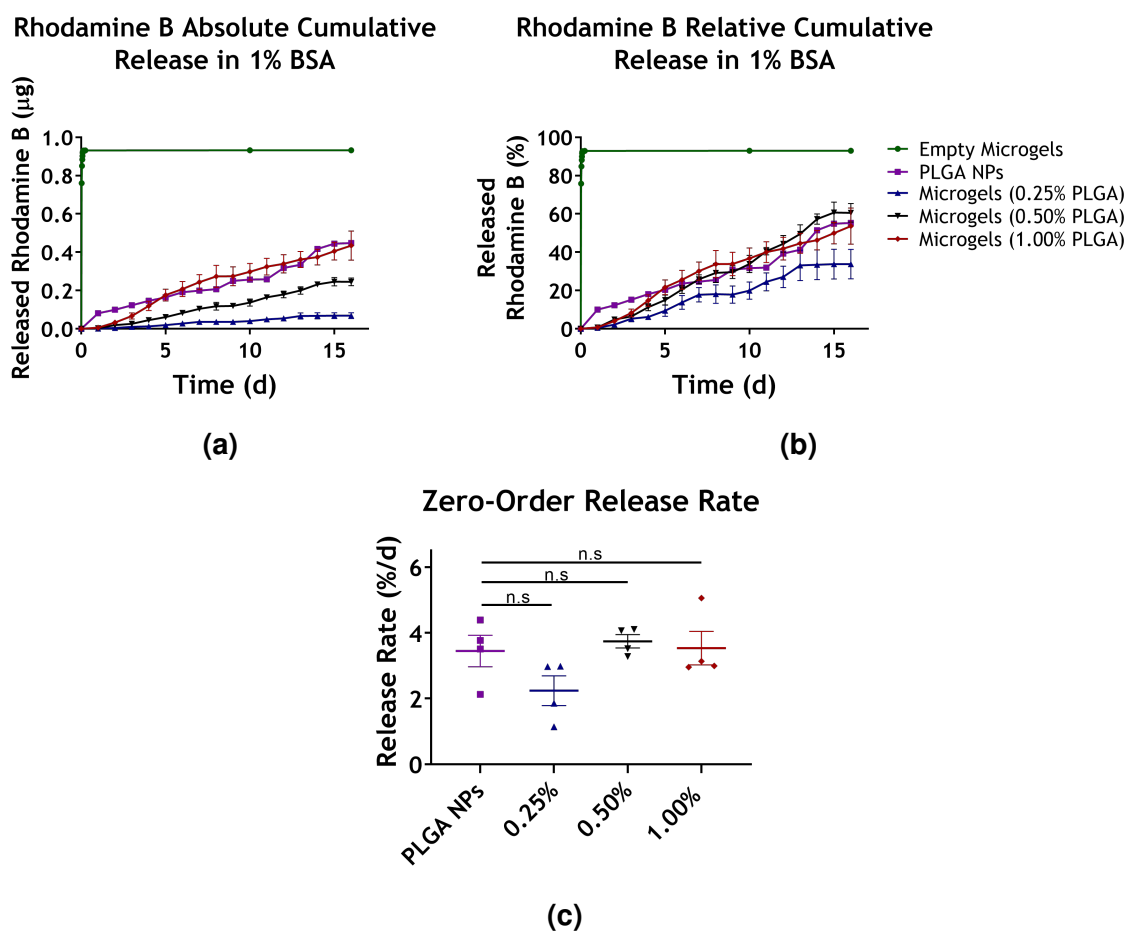 Rhodamine B Absolute Cumulative
Release in 1% BSA
Released Rhodamine B (μg)
1.0
0.8
0.6
0.4
0.2
0.0
0 5 10 15
Time (d)
(a)
Rhodamine B Relative Cumulative
Release in 1% BSA
Released
Rhodamine B (%)
100
80
60
40
20
0
0 5 10 15
Time (d)
(b)
Empty Microgels
PLGA NPs
Microgels (0.25% PLGA)
Microgels (0.50% PLGA)
Microgels (1.00% PLGA)
Zero-Order Release Rate
Release Rate (%/d)
6
4
2
0
n.s
n.s
n.s
PLGA NPs
0.25%
0.50%
1.00%
(c)